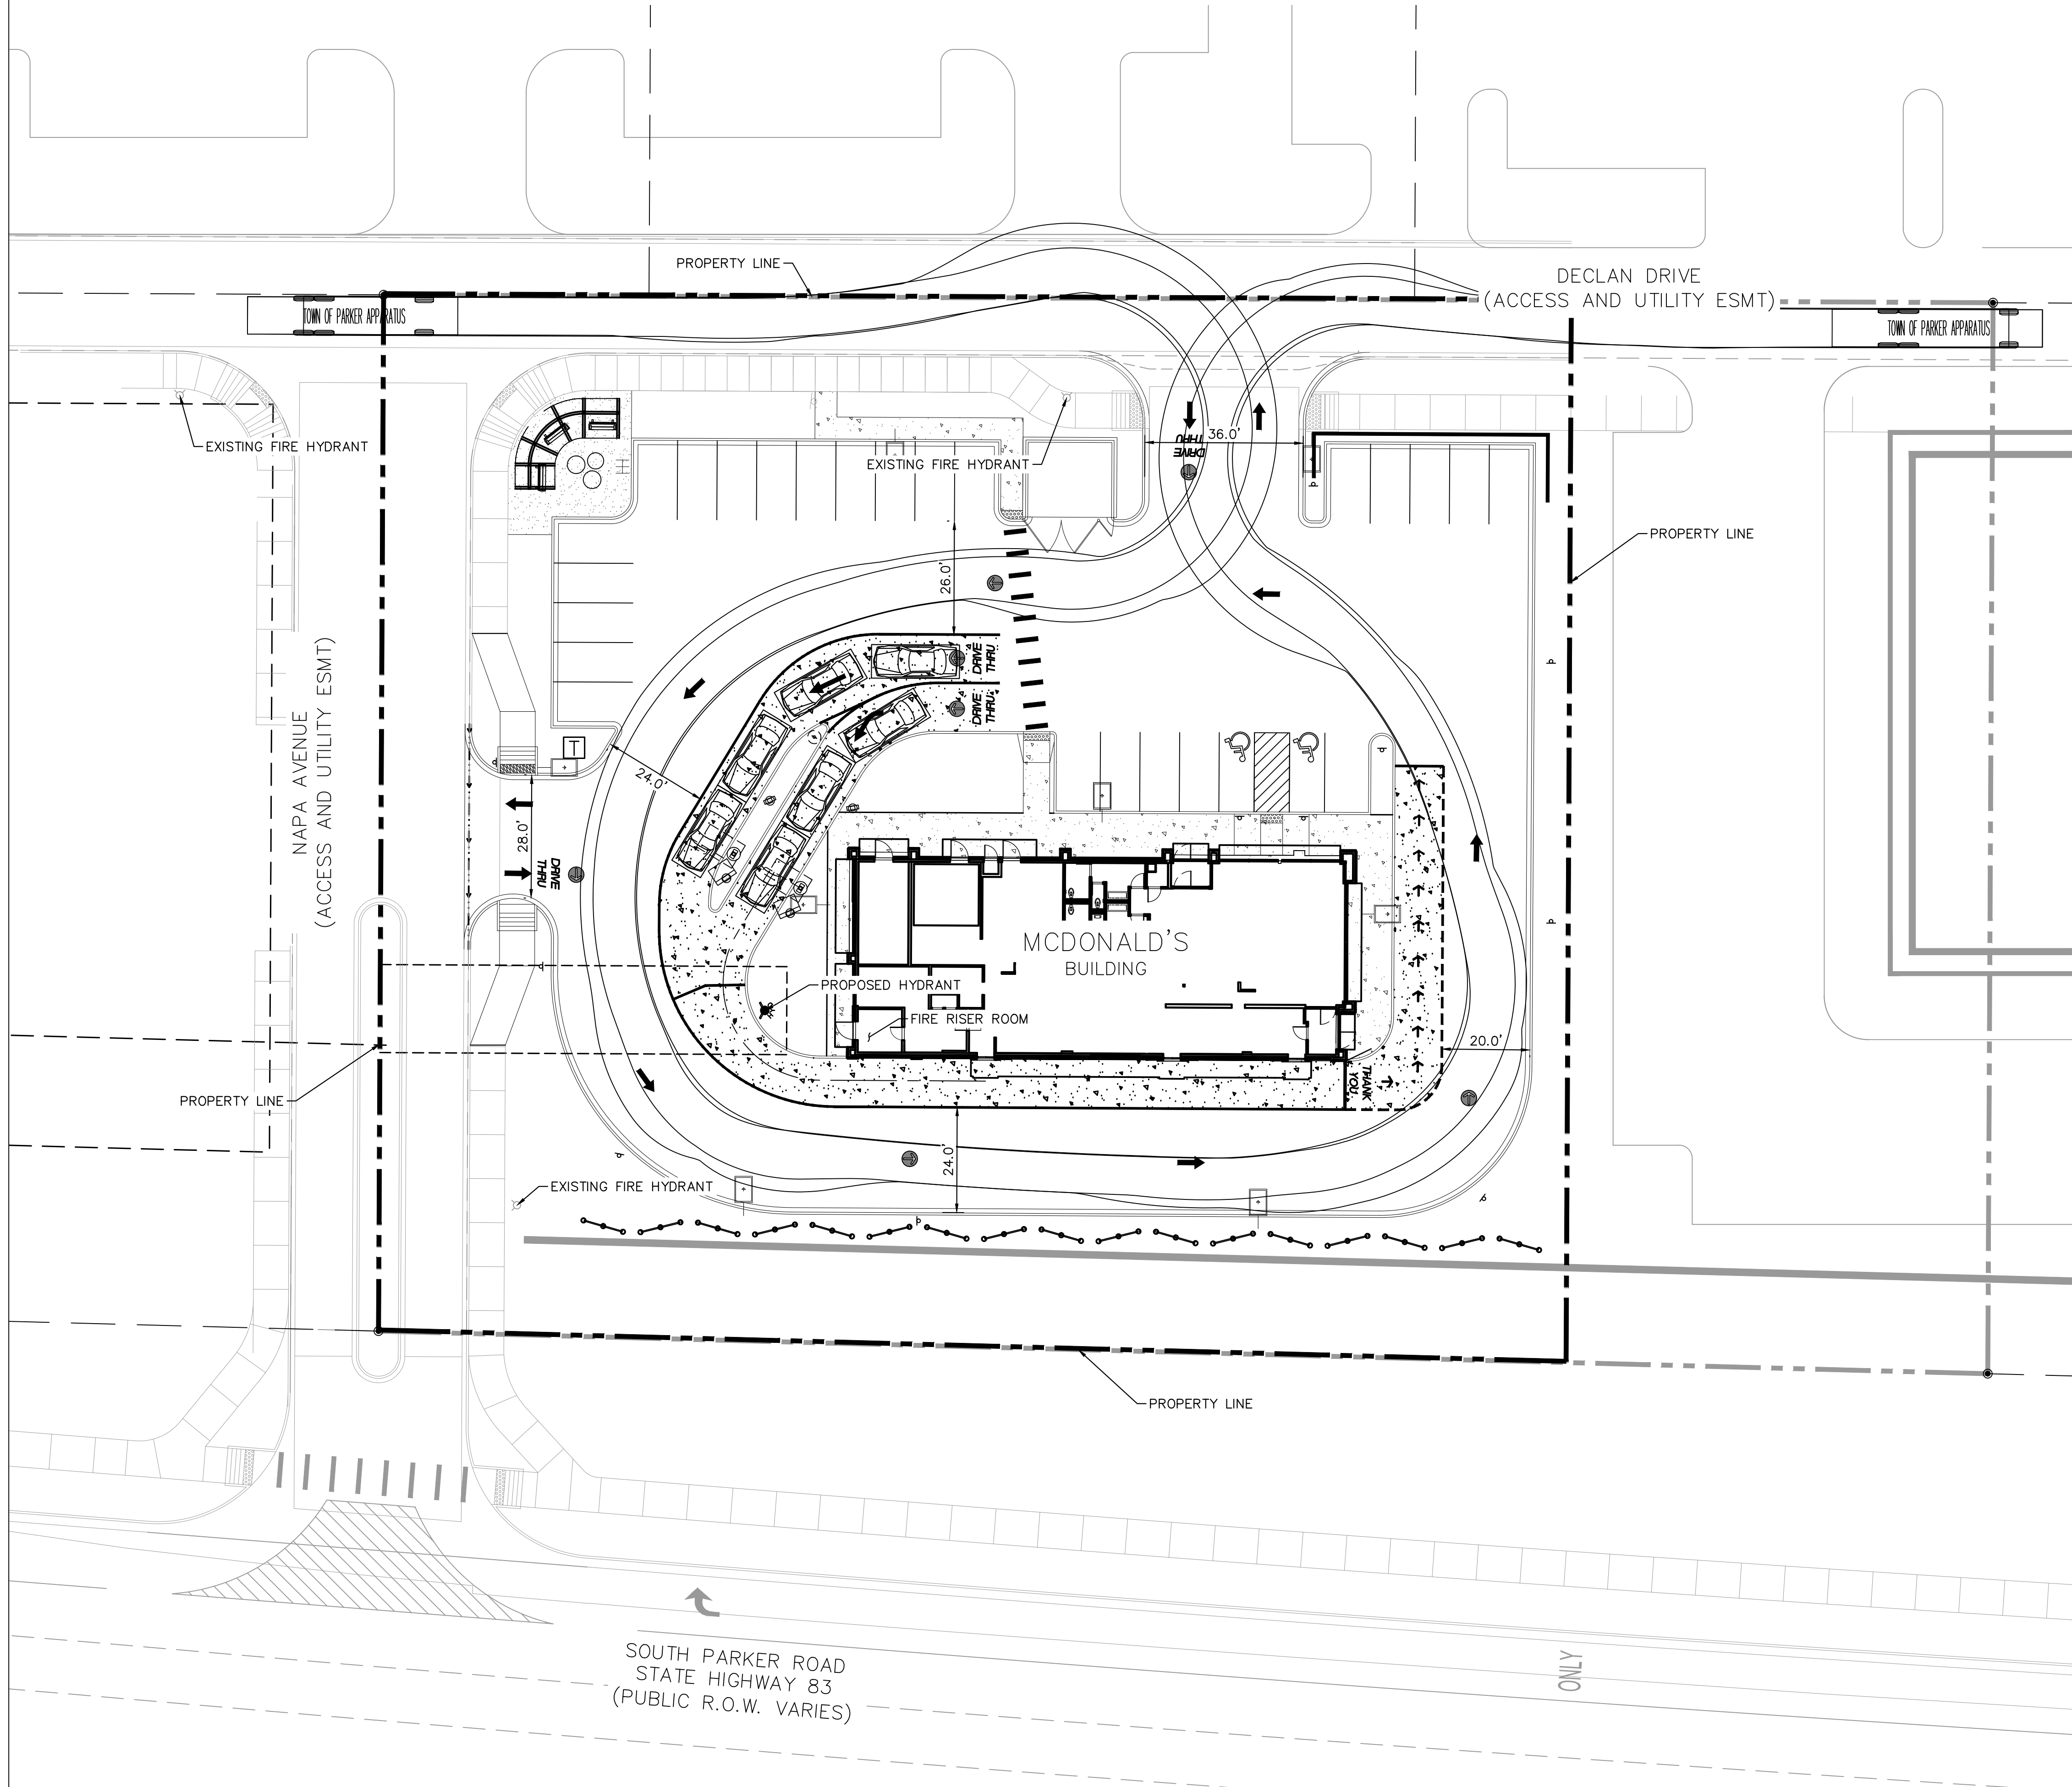 PROPERTY LINE
DECLAN DRIVE
(ACCESS AND UTILITY ESMT)
TOWN OF PARKER APPARATUS
TOWN OF PARKER APPARATUS
EXISTING FIRE HYDRANT
EXISTING FIRE HYDRANT
DRIVE
THRU
36.0'
PROPERTY LINE
26.0'
NAPA AVENUE
(ACCESS AND UTILITY ESMT)
DRIVE
THRU
DRIVE
THRU
T
24.0'
28.0'
DRIVE
THRU
MCDONALD'S
BUILDING
PROPOSED HYDRANT
FIRE RISER ROOM
20.0'
THANK
YOU
PROPERTY LINE
24.0'
EXISTING FIRE HYDRANT
PROPERTY LINE
SOUTH PARKER ROAD
STATE HIGHWAY 83
(PUBLIC R.O.W. VARIES)
ONLY